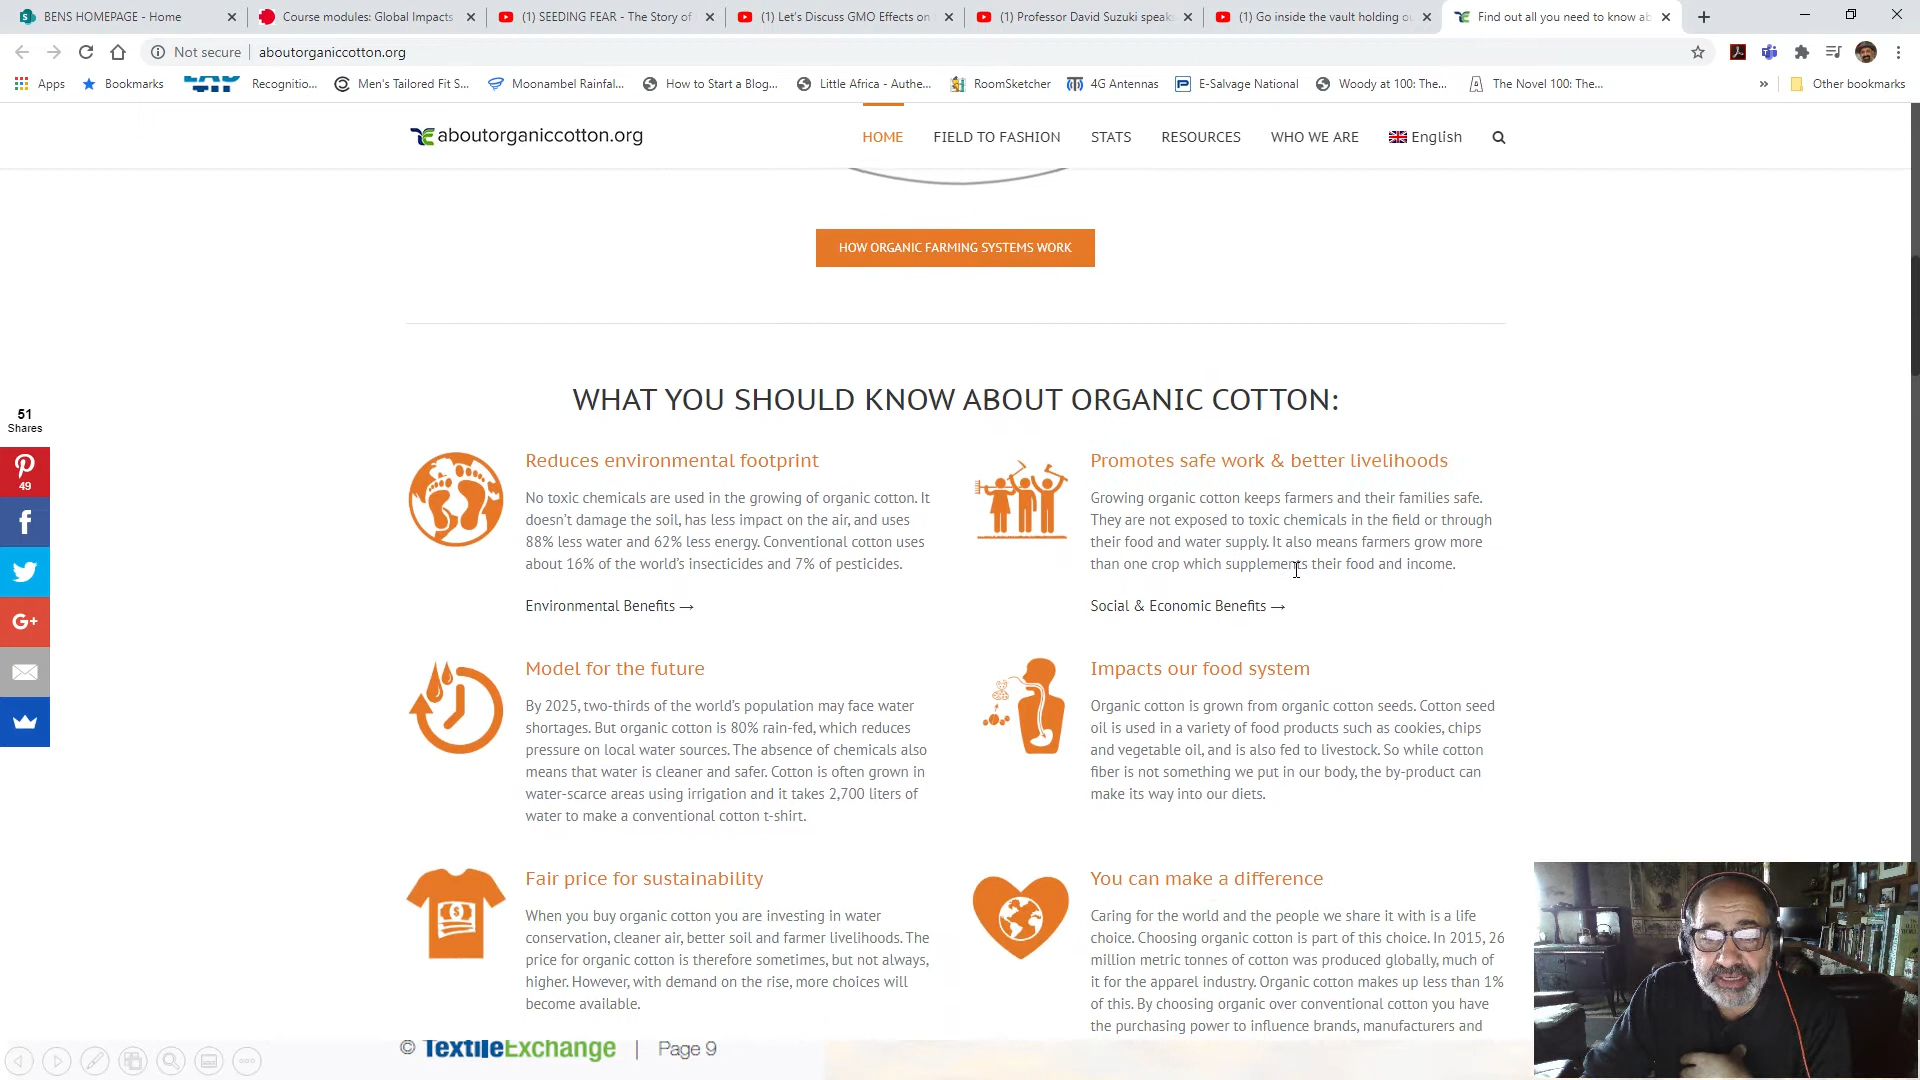 BENS HOMEPAGE - Home
Course modules: Global Impacts
(1) SEEDING FEAR - The Story of
(1) Let's Discuss GMO Effects on
(1) Professor David Suzuki speak
(1) Go inside the vault holding ou
Find out all you need to know ab
Not secure
aboutorganiccotton.org
Apps
Bookmarks
Recognitio...
Men's Tailored Fit S...
Moonambel Rainfal...
How to Start a Blog...
Little Africa - Authe...
RoomSketcher
4G Antennas
E-Salvage National
Woody at 100: The...
The Novel 100: The...
»
Other bookmarks
aboutorganiccotton.org
HOME
FIELD TO FASHION
STATS
RESOURCES
WHO WE ARE
English
HOW ORGANIC FARMING SYSTEMS WORK
WHAT YOU SHOULD KNOW ABOUT ORGANIC COTTON:
51
Shares
49
Reduces environmental footprint
No toxic chemicals are used in the growing of organic cotton. It
doesn't damage the soil, has less impact on the air, and uses
88% less water and 62% less energy. Conventional cotton uses
about 16% of the world's insecticides and 7% of pesticides.
Environmental Benefits →
Promotes safe work & better livelihoods
Growing organic cotton keeps farmers and their families safe.
They are not exposed to toxic chemicals in the field or through
their food and water supply. It also means farmers grow more
than one crop which supplements their food and income.
Social & Economic Benefits →
Model for the future
By 2025, two-thirds of the world's population may face water
shortages. But organic cotton is 80% rain-fed, which reduces
pressure on local water sources. The absence of chemicals also
means that water is cleaner and safer. Cotton is often grown in
water-scarce areas using irrigation and it takes 2,700 liters of
water to make a conventional cotton t-shirt.
Impacts our food system
Organic cotton is grown from organic cotton seeds. Cotton seed
oil is used in a variety of food products such as cookies, chips
and vegetable oil, and is also fed to livestock. So while cotton
fiber is not something we put in our body, the by-product can
make its way into our diets.
Fair price for sustainability
When you buy organic cotton you are investing in water
conservation, cleaner air, better soil and farmer livelihoods. The
price for organic cotton is therefore sometimes, but not always,
higher. However, with demand on the rise, more choices will
become available.
You can make a difference
Caring for the world and the people we share it with is a life
choice. Choosing organic cotton is part of this choice. In 2015, 26
million metric tonnes of cotton was produced globally, much of
it for the apparel industry. Organic cotton makes up less than 1%
of this. By choosing organic over conventional cotton you have
the purchasing power to influence brands, manufacturers and
© TextileExchange | Page 9